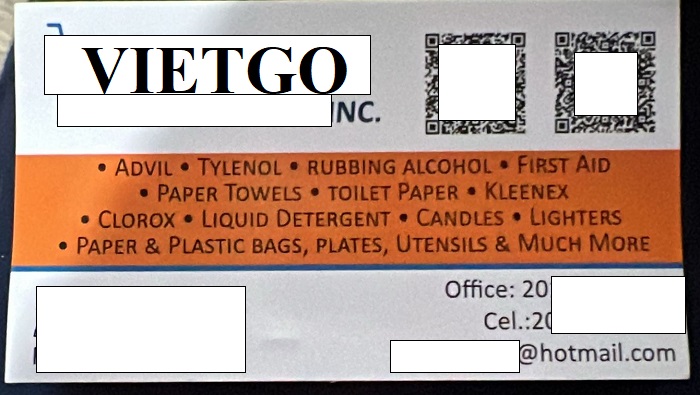 VIETGO
INC.
• ADVIL • TYLENOL • RUBBING ALCOHOL • FIRST AID
• PAPER TOWELS • TOILET PAPER • KLEENEX
• CLOROX • LIQUID DETERGENT • CANDLES • LIGHTERS
• PAPER & PLASTIC BAGS, PLATES, UTENSILS & MUCH MORE
Office: 20
Cel.:20
@hotmail.com